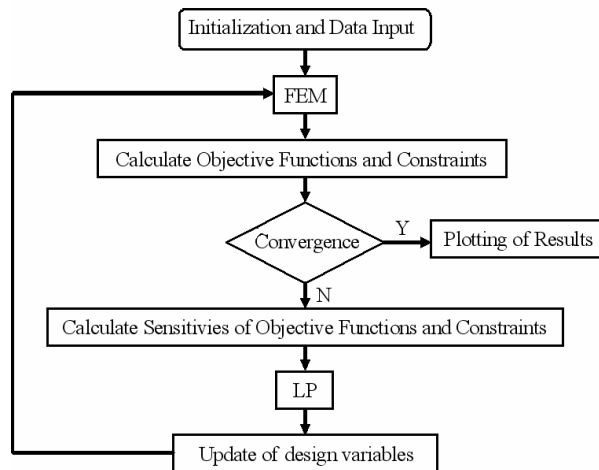 Initialization and Data Input
FEM
Calculate Objective Functions and Constraints
Convergence
Y
Plotting of Results
N
Calculate Sensitivies of Objective Functions and Constraints
LP
Update of design variables